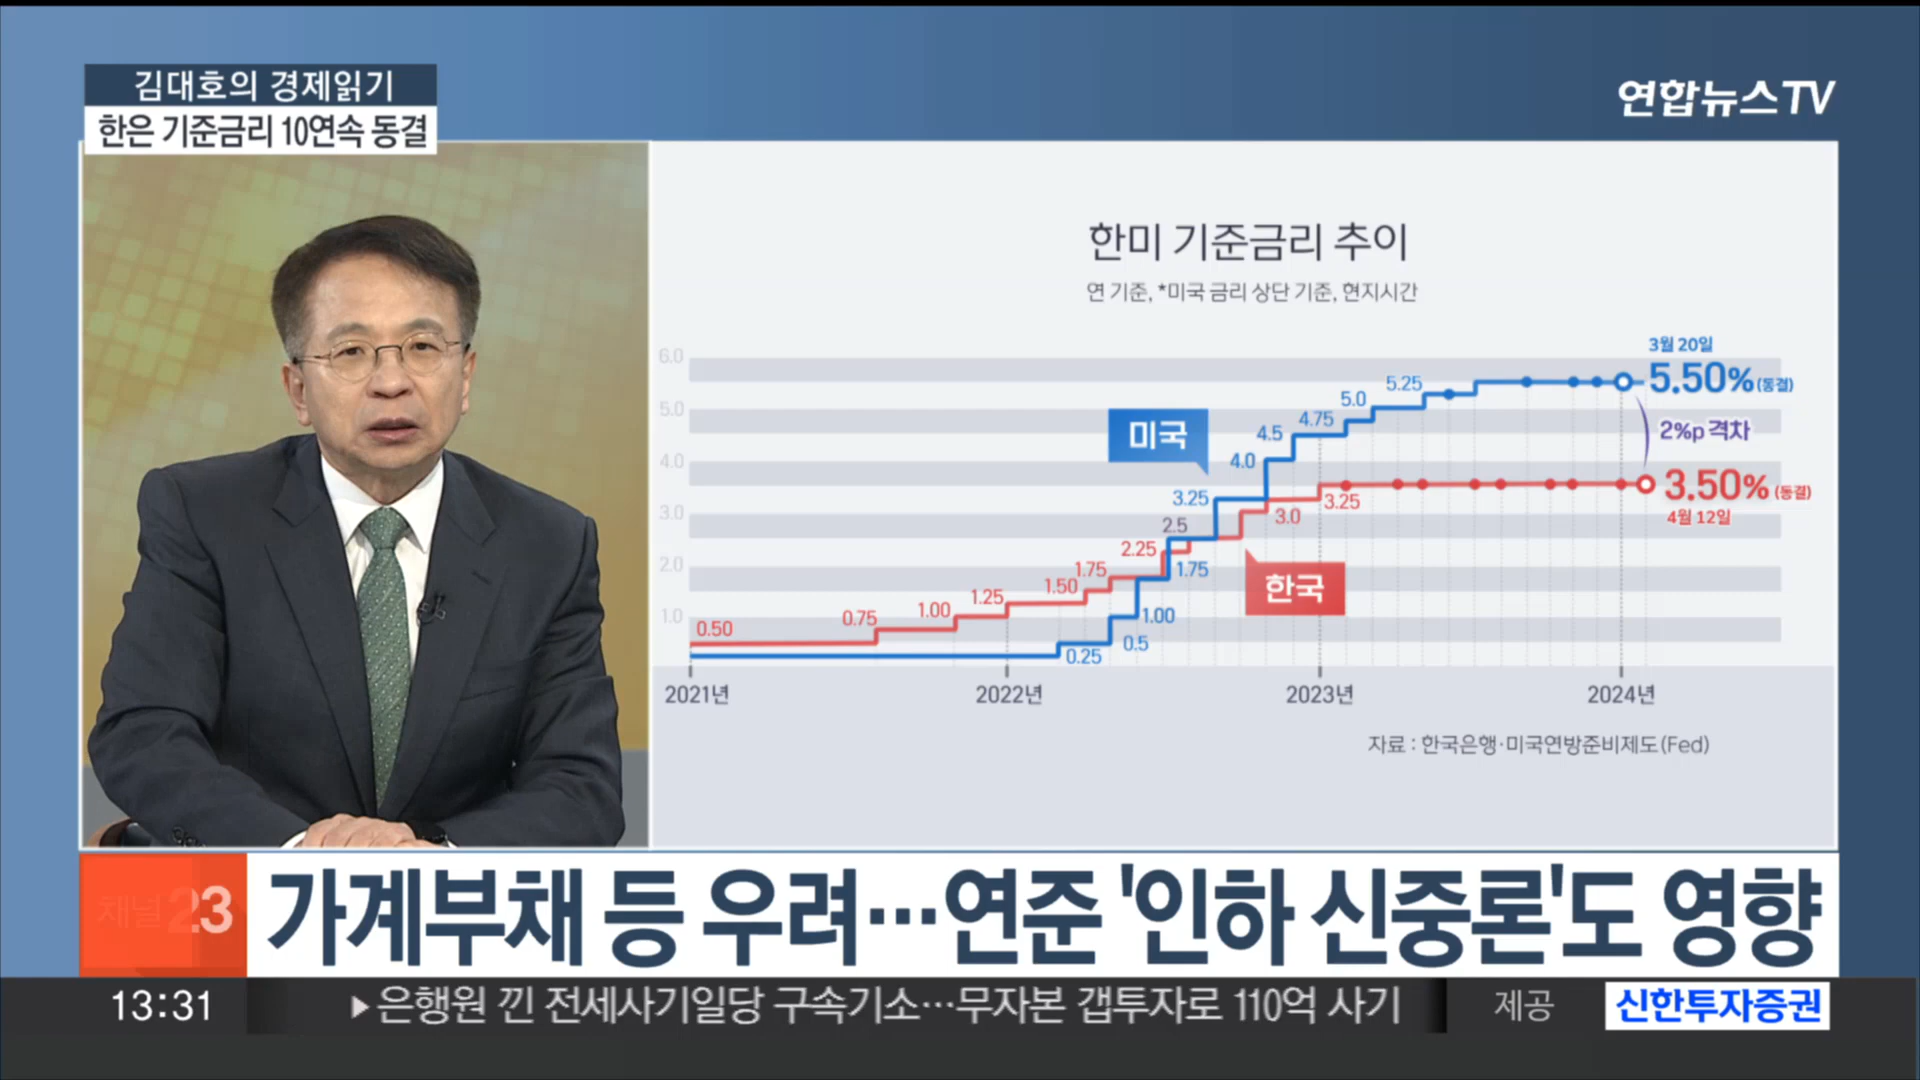 김대호의 경제읽기
한은 기준금리 10연속 동결
연합뉴스TV
한미 기준금리 추이
연 기준, *미국 금리 상단 기준, 현지시간
6.0
5.0
4.0
3.0
2.0
1.0
3월 20일
5.50% (동결)
2%p 격차
3.50% (동결)
4월 12일
미국
한국
0.25
0.5
1.00
1.75
2.5
3.25
4.0
4.5
4.75
5.0
5.25
0.50
0.75
1.00
1.25
1.50
1.75
2.25
3.0
3.25
2021년
2022년
2023년
2024년
자료 : 한국은행·미국연방준비제도(Fed)
채널 23
가계부채 등 우려…연준 '인하 신중론'도 영향
13:31
▶은행원 낀 전세사기일당 구속기소…무자본 갭투자로 110억 사기
제공
신한투자증권